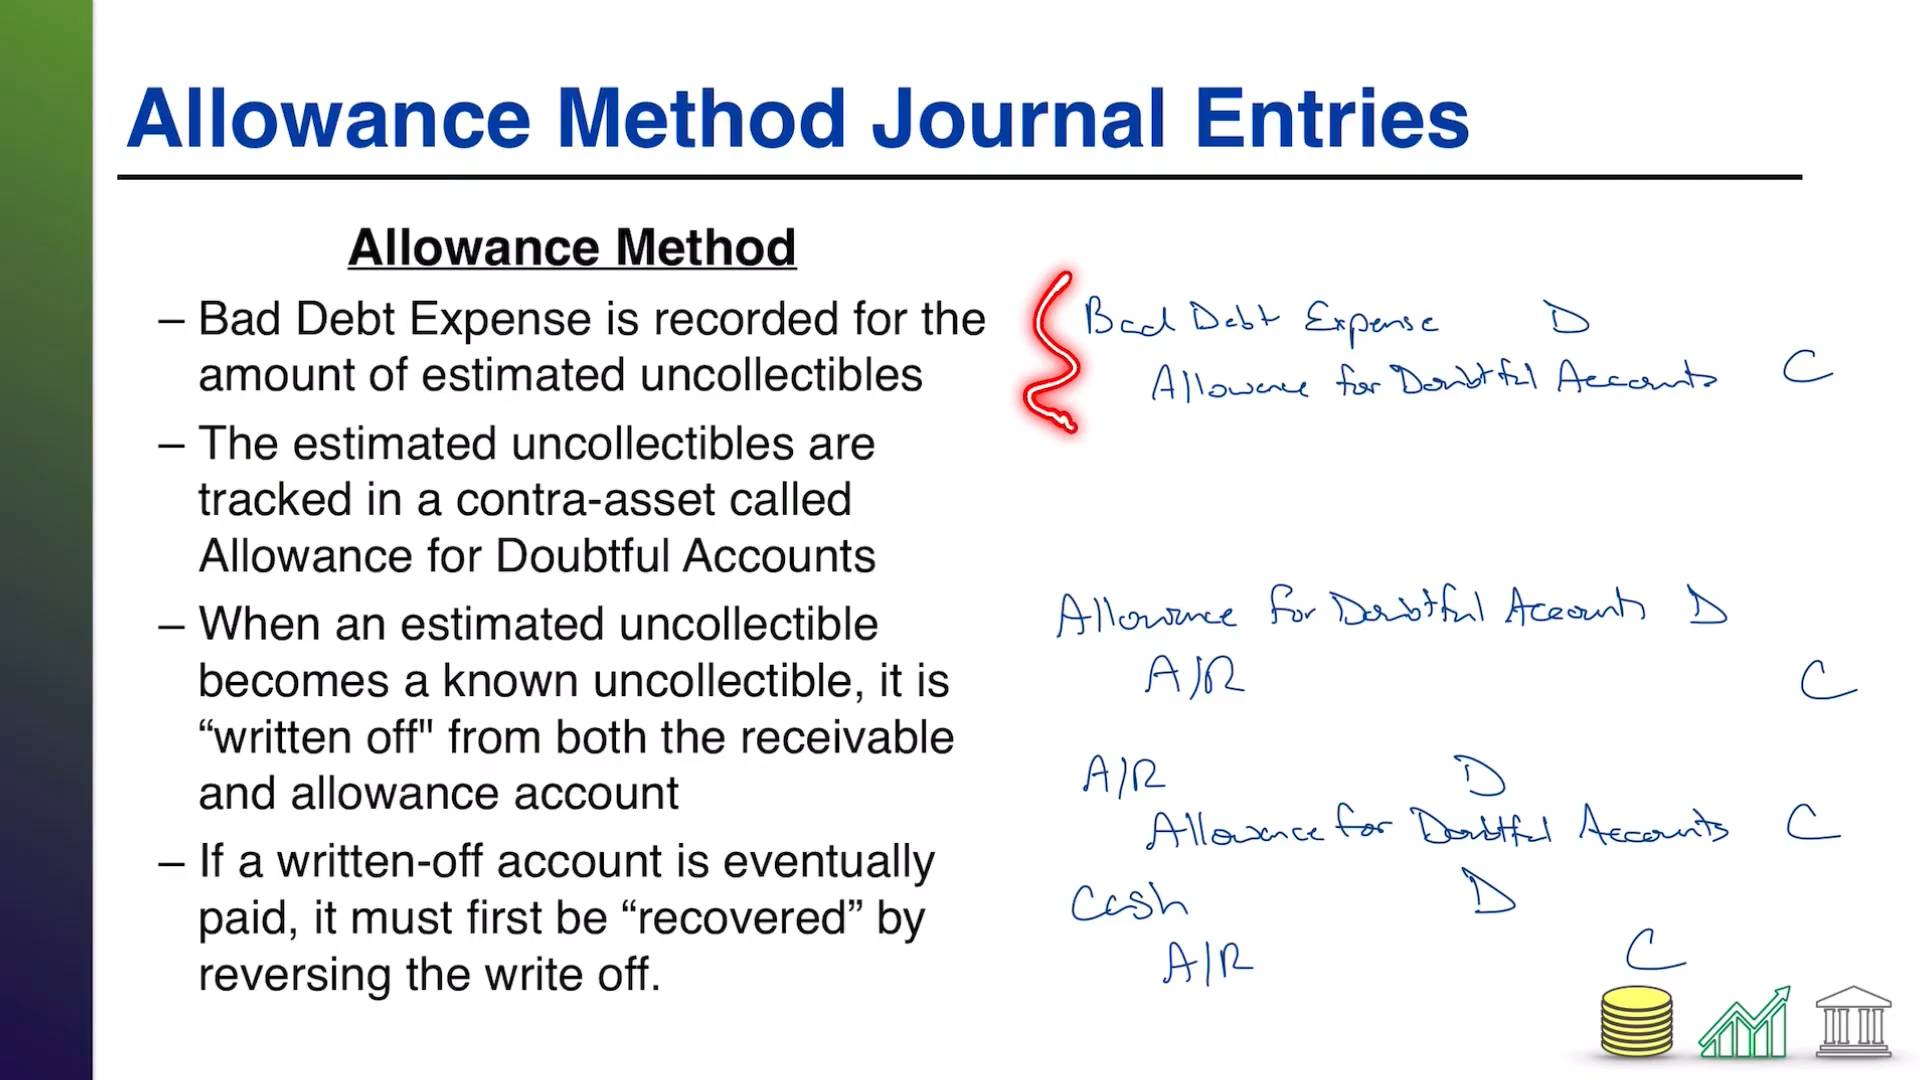 Allowance Method Journal Entries
Allowance Method
– Bad Debt Expense is recorded for the
amount of estimated uncollectibles
– The estimated uncollectibles are
tracked in a contra-asset called
Allowance for Doubtful Accounts
– When an estimated uncollectible
becomes a known uncollectible, it is
“written off" from both the receivable
and allowance account
– If a written-off account is eventually
paid, it must first be “recovered” by
reversing the write off.
Bad Debt Expense D
Allowance for Doubtful Accounts C
Allowance for Doubtful Accounts D
A/R C
A/R D
Allowance for Doubtful Accounts C
Cash D
A/R C